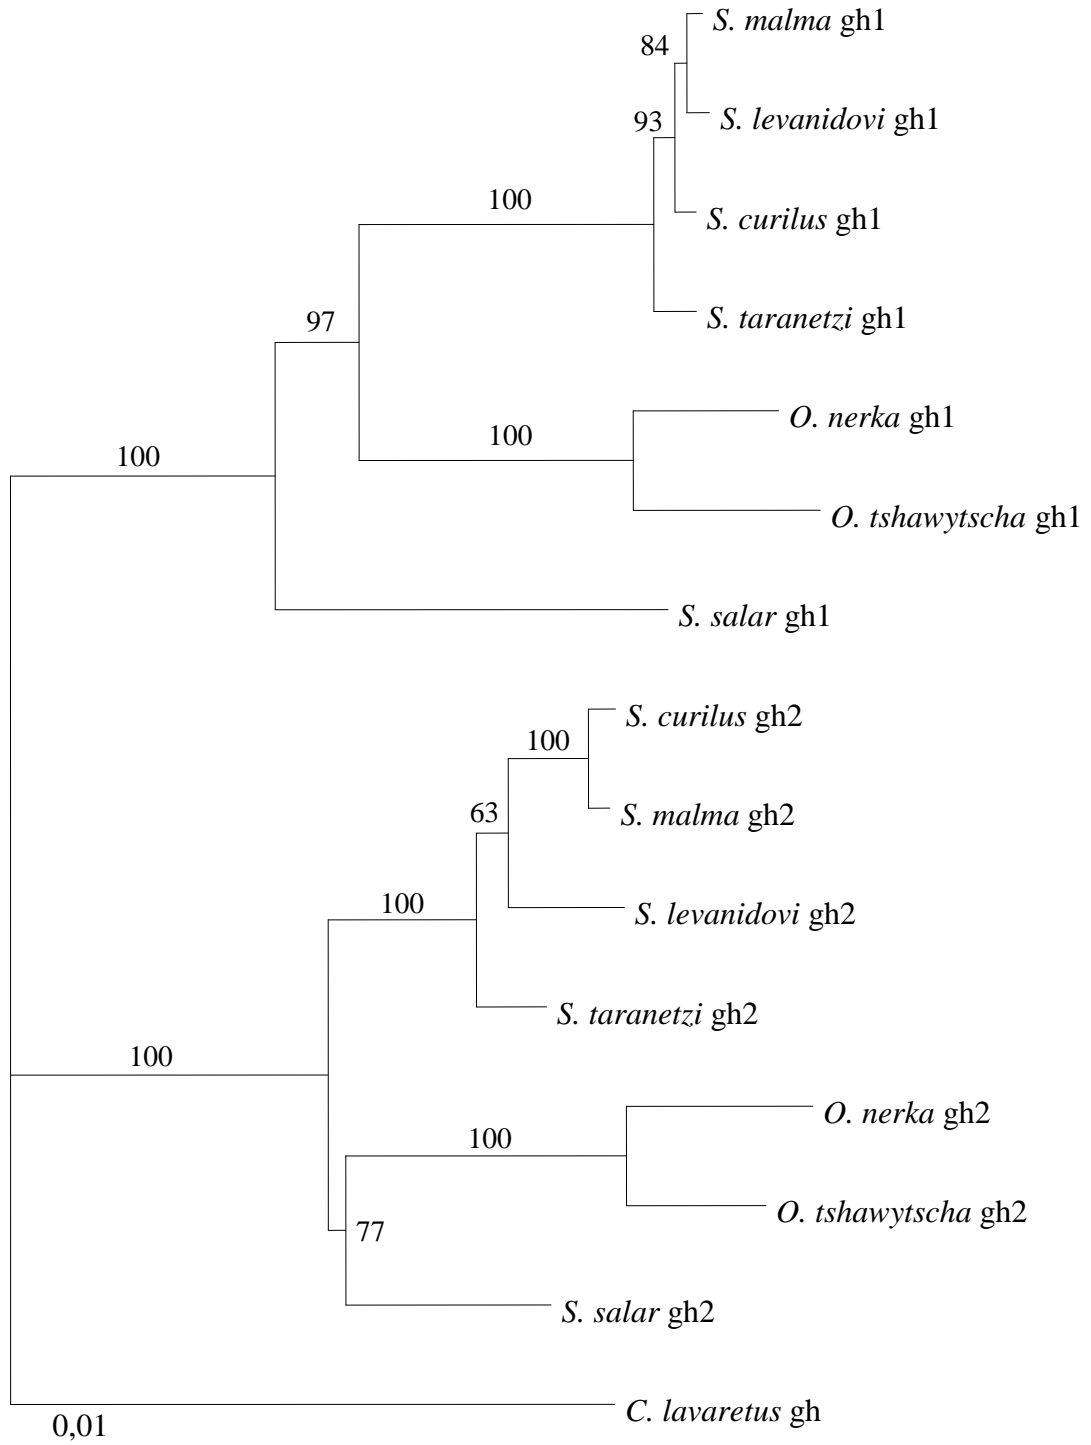 S. malma gh1
84
S. levanidovi gh1
93
100
S. curilus gh1
97
S. taranetzi gh1
O. nerka gh1
100
100
O. tshawytscha gh1
S. salar gh1
S. curilus gh2
100
63
S. malma gh2
100
S. levanidovi gh2
S. taranetzi gh2
100
O. nerka gh2
100
O. tshawytscha gh2
77
S. salar gh2
C. lavaretus gh
0,01